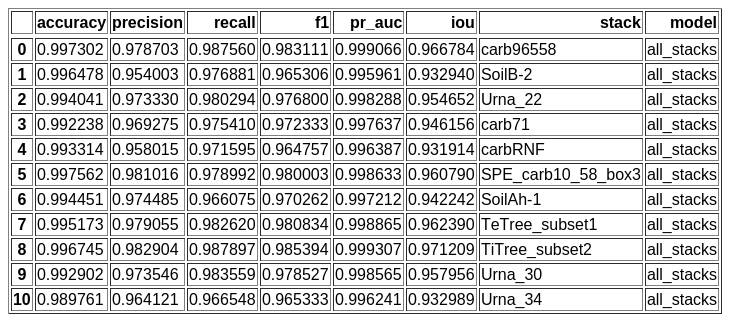 accuracy precision recall f1 pr_auc iou stack model
0 0.997302 0.978703 0.987560 0.983111 0.999066 0.966784 carb96558 all_stacks
1 0.996478 0.954003 0.976881 0.965306 0.995961 0.932940 SoilB-2 all_stacks
2 0.994041 0.973330 0.980294 0.976800 0.998288 0.954652 Urna_22 all_stacks
3 0.992238 0.969275 0.975410 0.972333 0.997637 0.946156 carb71 all_stacks
4 0.993314 0.958015 0.971595 0.964757 0.996387 0.931914 carbRNF all_stacks
5 0.997562 0.981016 0.978992 0.980003 0.998633 0.960790 SPE_carb10_58_box3 all_stacks
6 0.994451 0.974485 0.966075 0.970262 0.997212 0.942242 SoilAh-1 all_stacks
7 0.995173 0.979055 0.982620 0.980834 0.998865 0.962390 TeTree_subset1 all_stacks
8 0.996745 0.982904 0.987897 0.985394 0.999307 0.971209 TiTree_subset2 all_stacks
9 0.992902 0.973546 0.983559 0.978527 0.998565 0.957956 Urna_30 all_stacks
10 0.989761 0.964121 0.966548 0.965333 0.996241 0.932989 Urna_34 all_stacks